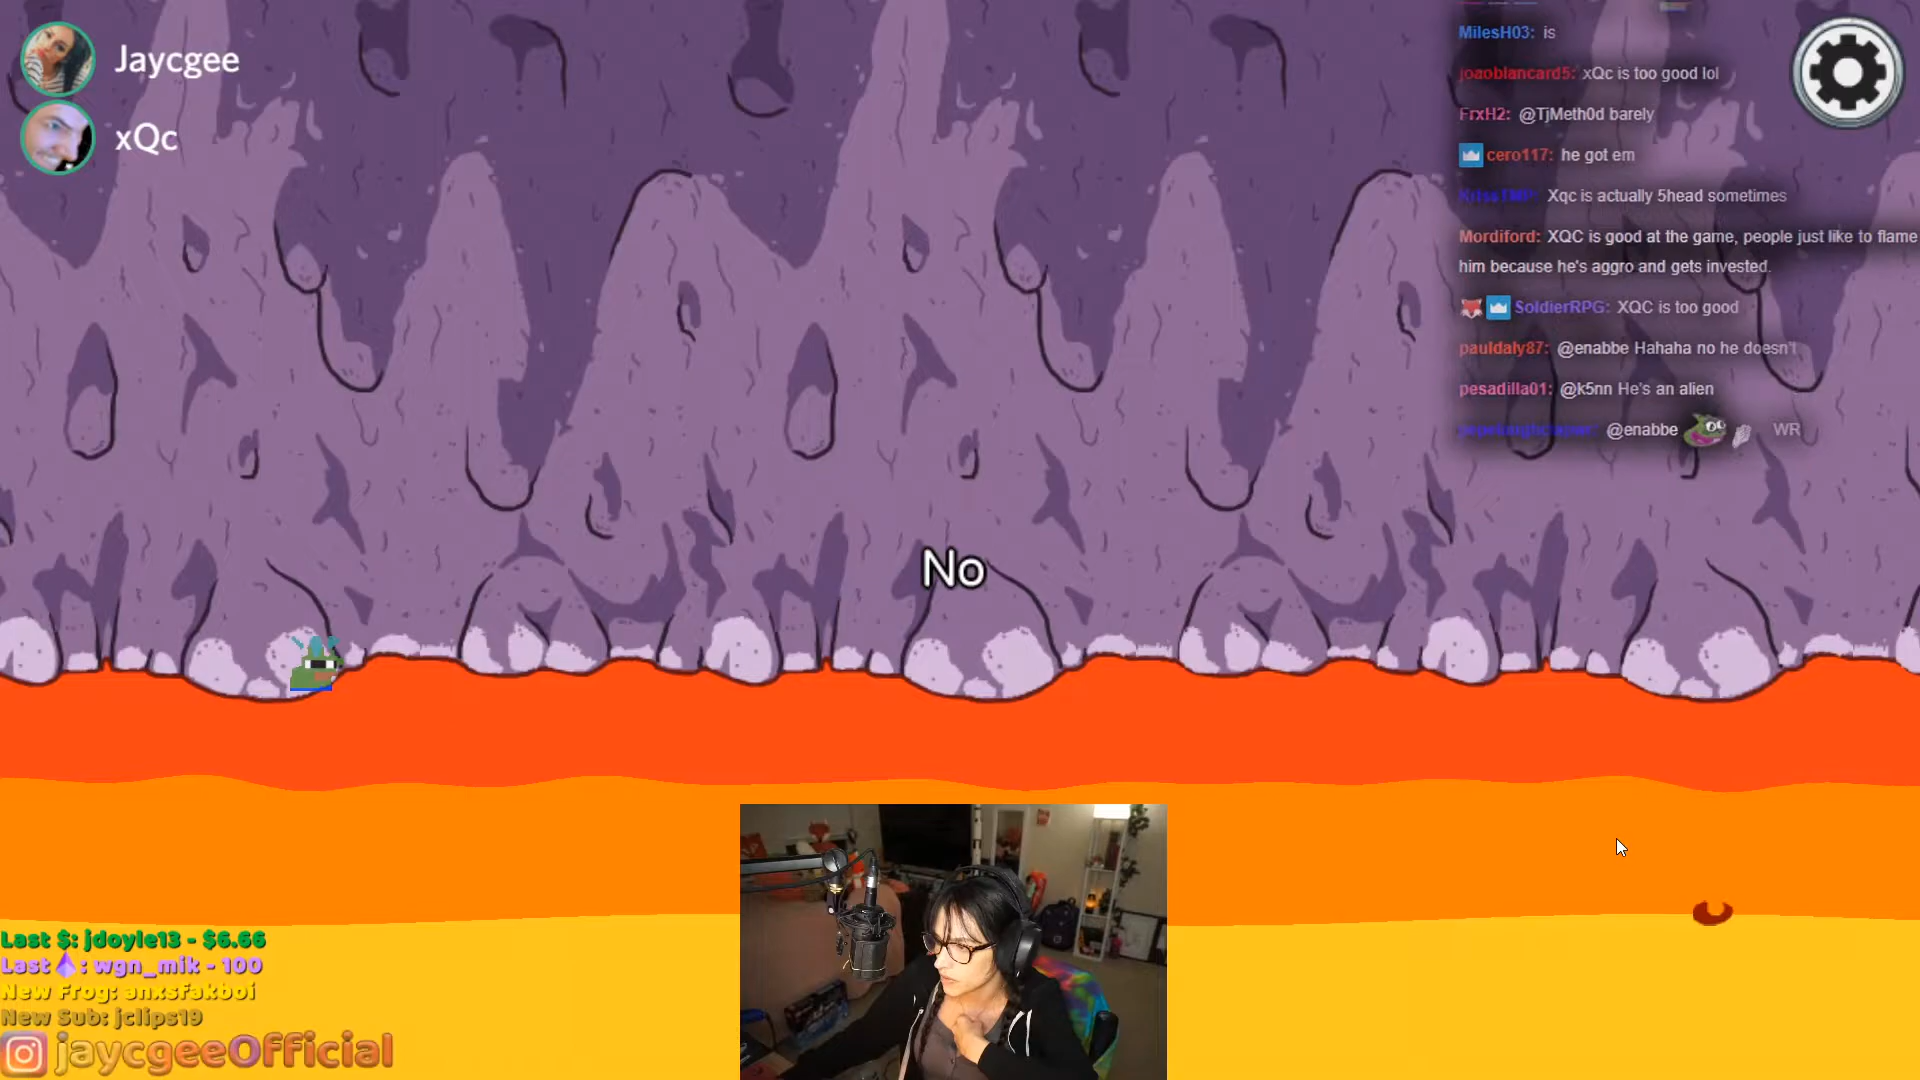 Jaycgee
xQc
MilesH03: is
joaoblancard5: xQc is too good lol
FrxH2: @TjMeth0d barely
cero117: he got em
Xqc is actually 5head sometimes
Mordiford: XQC is good at the game, people just like to flame
him because he's aggro and gets invested.
SoldierRPG: XQC is too good
pauldaly87: @enabbe Hahaha no he doesn't
pesadilla01: @k5nn He's an alien
@enabbe WR
No
Last $: jdoyle13 - $6.66
Last : wgn_mik - 100
New Frog: anxsfakboi
New Sub: jclips19
jaycgeeOfficial